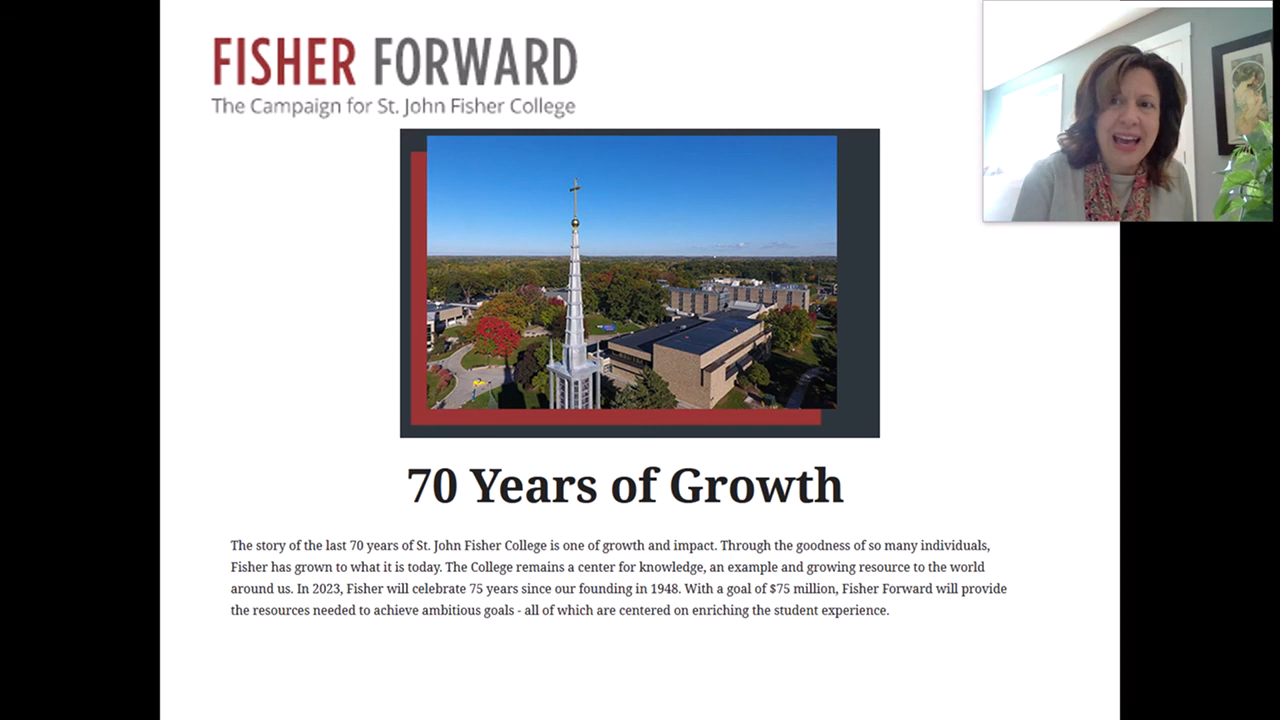 FISHER FORWARD
The Campaign for St. John Fisher College
70 Years of Growth
The story of the last 70 years of St. John Fisher College is one of growth and impact. Through the goodness of so many individuals,
Fisher has grown to what it is today. The College remains a center for knowledge, an example and growing resource to the world
around us. In 2023, Fisher will celebrate 75 years since our founding in 1948. With a goal of $75 million, Fisher Forward will provide
the resources needed to achieve ambitious goals - all of which are centered on enriching the student experience.